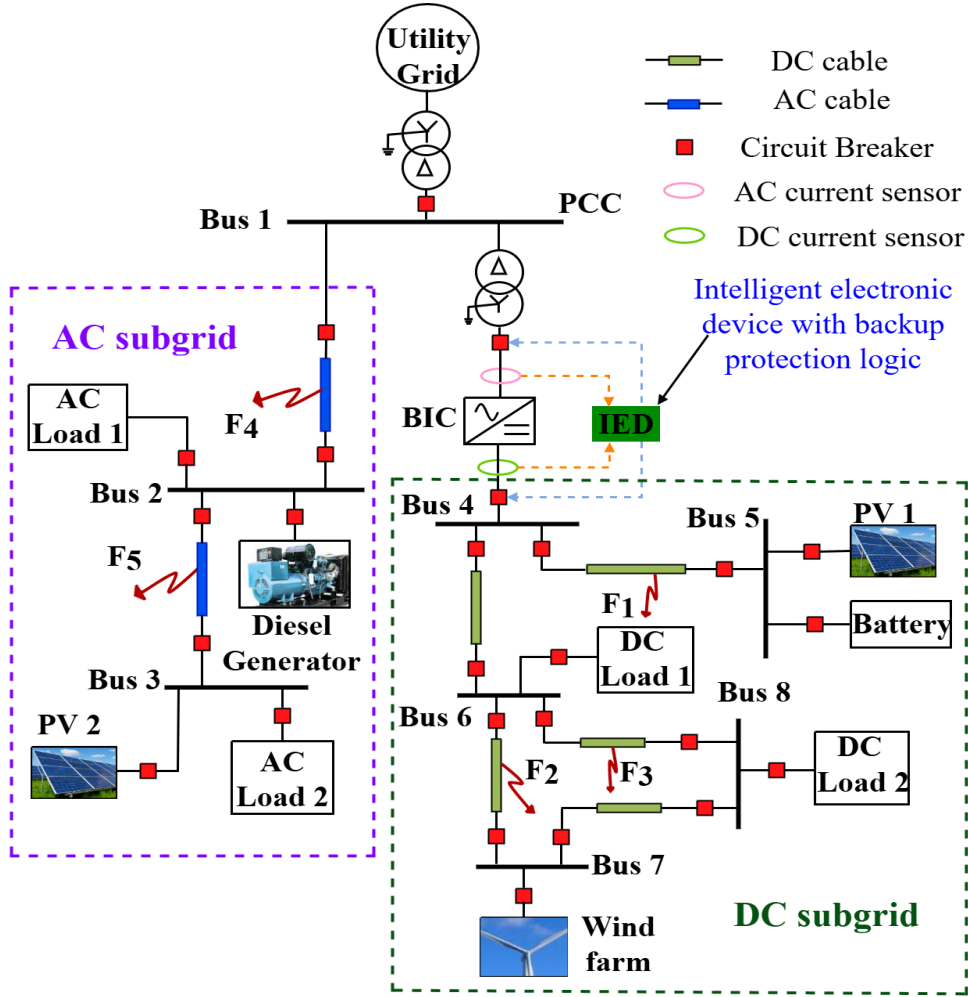 Utility
Grid
DC cable
AC cable
Circuit Breaker
AC current sensor
DC current sensor
Bus 1
PCC
Intelligent electronic
device with backup
protection logic
AC subgrid
AC
Load 1
F4
BIC
IED
Bus 2
Bus 4
Bus 5
PV 1
F5
F1
Battery
Diesel
Generator
DC
Load 1
Bus 3
Bus 6
Bus 8
PV 2
AC
Load 2
F2
F3
DC
Load 2
Bus 7
Wind
farm
DC subgrid